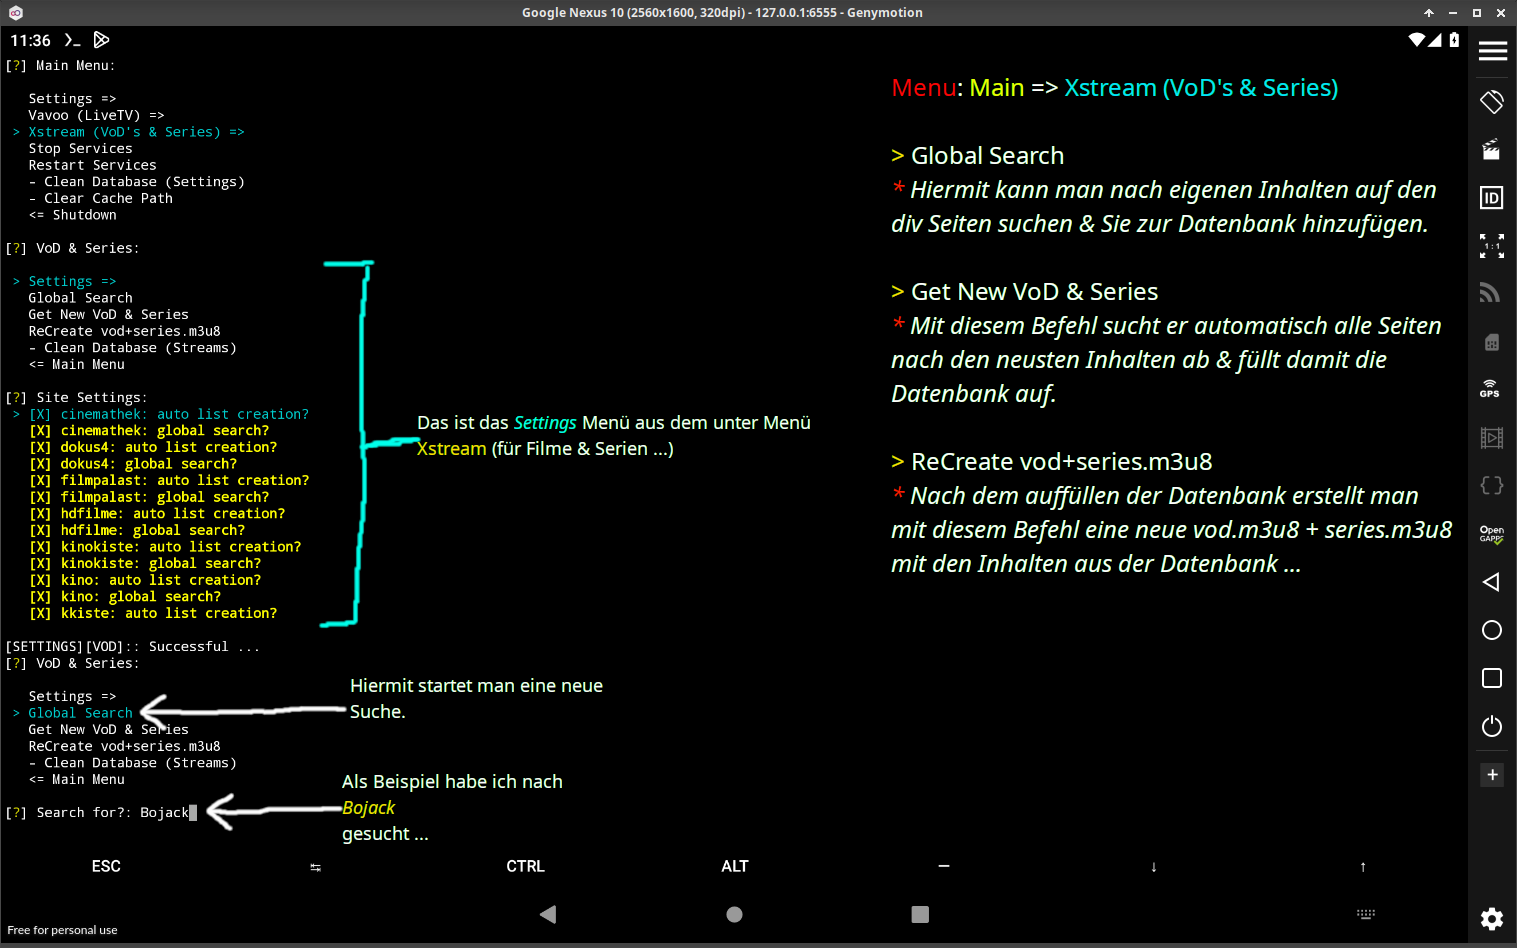 Google Nexus 10 (2560x1600, 320dpi) - 127.0.0.1:6555 - Genymotion
11:36
[?] Main Menu:
Settings =>
Vavoo (LiveTV) =>
> Xstream (VoD's & Series) =>
Stop Services
Restart Services
- Clean Database (Settings)
- Clear Cache Path
<= Shutdown
[?] VoD & Series:
> Settings =>
Global Search
Get New VoD & Series
ReCreate vod+series.m3u8
- Clean Database (Streams)
<= Main Menu
[?] Site Settings:
> [X] cinemathek: auto list creation?
[X] cinemathek: global search?
[X] dokus4: auto list creation?
[X] dokus4: global search?
[X] filmpalast: auto list creation?
[X] filmpalast: global search?
[X] hdfilme: auto list creation?
[X] hdfilme: global search?
[X] kinokiste: auto list creation?
[X] kinokiste: global search?
[X] kino: auto list creation?
[X] kino: global search?
[X] kkiste: auto list creation?
[SETTINGS][VOD]:: Successful ...
[?] VoD & Series:
Settings =>
> Global Search
Get New VoD & Series
ReCreate vod+series.m3u8
- Clean Database (Streams)
<= Main Menu
[?] Search for?: Bojack
Das ist das Settings Menü aus dem unter Menü
Xstream (für Filme & Serien ...)
Hiermit startet man eine neue
Suche.
Als Beispiel habe ich nach
Bojack
gesucht ...
Menu: Main => Xstream (VoD's & Series)
> Global Search
* Hiermit kann man nach eigenen Inhalten auf den
div Seiten suchen & Sie zur Datenbank hinzufügen.
> Get New VoD & Series
* Mit diesem Befehl sucht er automatisch alle Seiten
nach den neusten Inhalten ab & füllt damit die
Datenbank auf.
> ReCreate vod+series.m3u8
* Nach dem auffüllen der Datenbank erstellt man
mit diesem Befehl eine neue vod.m3u8 + series.m3u8
mit den Inhalten aus der Datenbank ...
ID
1:1
GPS
Open
GAPPS
ESC
CTRL
ALT
—
↓
↑
Free for personal use